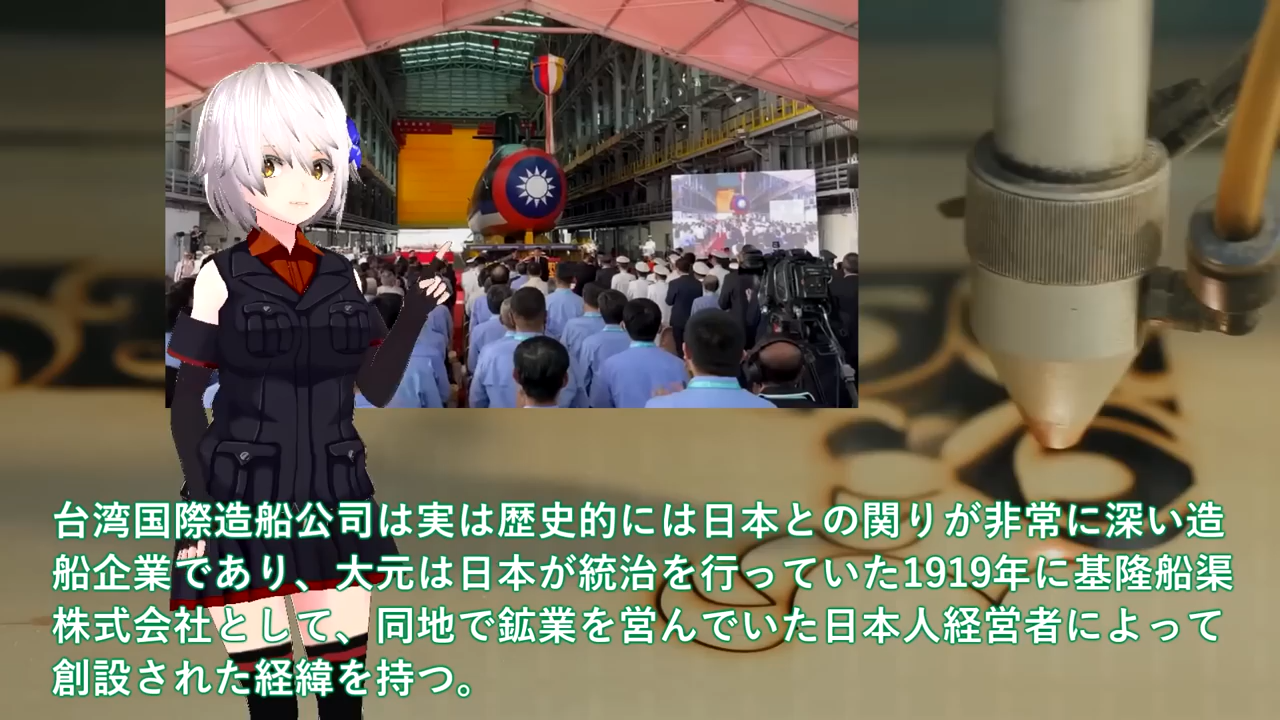 台湾国際造船公司は実は歴史的には日本との関りが非常に深い造
船企業であり、大元は日本が統治を行っていた1919年に基隆船渠
株式会社として、同地で鉱業を営んでいた日本人経営者によって
創設された経緯を持つ。